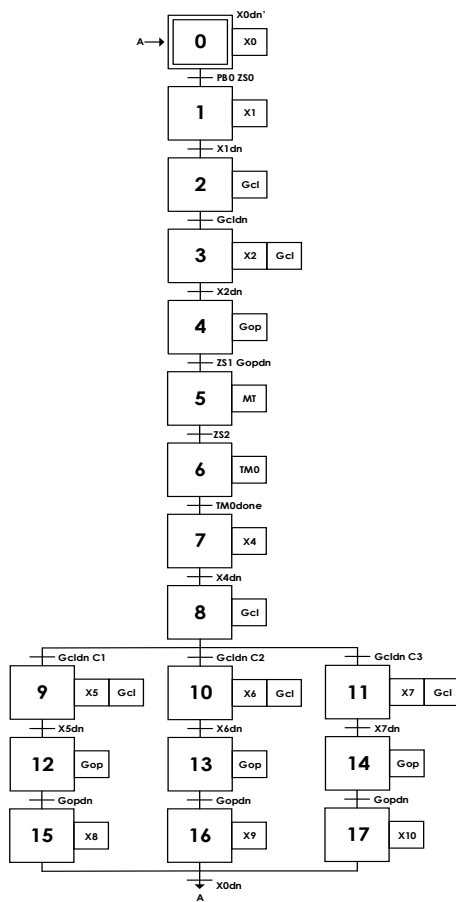 X0dn'
A 0 X0
PB0 ZS0
1 X1
X1dn
2 Gcl
Gcldn
3 X2 Gcl
X2dn
4 Gop
ZS1 Gopdn
5 MT
ZS2
6 TM0
TM0done
7 X4
X4dn
8 Gcl
Gcldn C1 Gcldn C2 Gcldn C3
9 X5 Gcl 10 X6 Gcl 11 X7 Gcl
X5dn X6dn X7dn
12 Gop 13 Gop 14 Gop
Gopdn Gopdn Gopdn
15 X8 16 X9 17 X10
X0dn
A